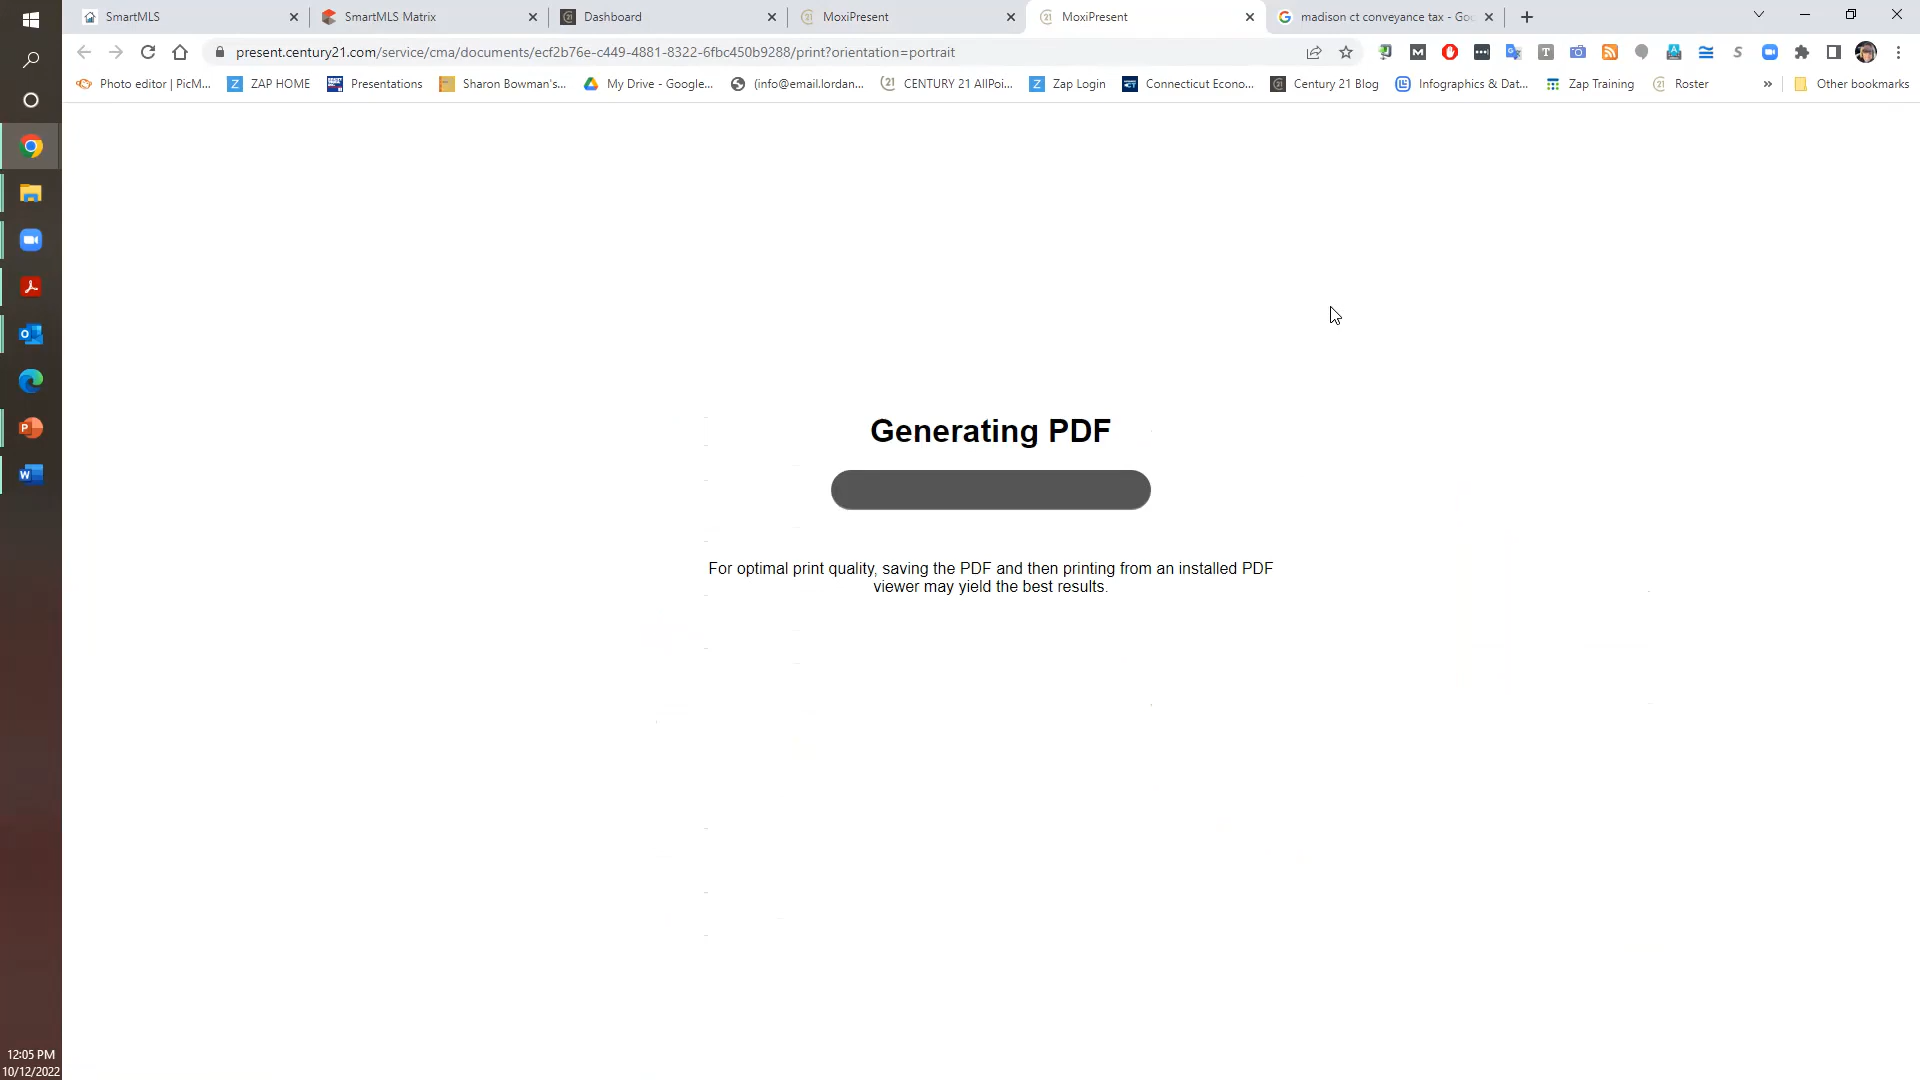 SmartMLS
SmartMLS Matrix
Dashboard
MoxiPresent
MoxiPresent
madison ct conveyance tax - Goo
present.century21.com/service/cma/documents/ecf2b76e-c449-4881-8322-6fbc450b9288/print?orientation=portrait
Photo editor | PicM...
ZAP HOME
Presentations
Sharon Bowman's...
My Drive - Google...
(info@email.lordan...
CENTURY 21 AllPoi...
Zap Login
Connecticut Econo...
Century 21 Blog
Infographics & Dat...
Zap Training
Roster
»
Other bookmarks
Generating PDF
For optimal print quality, saving the PDF and then printing from an installed PDF
viewer may yield the best results.
12:05 PM
10/12/2022